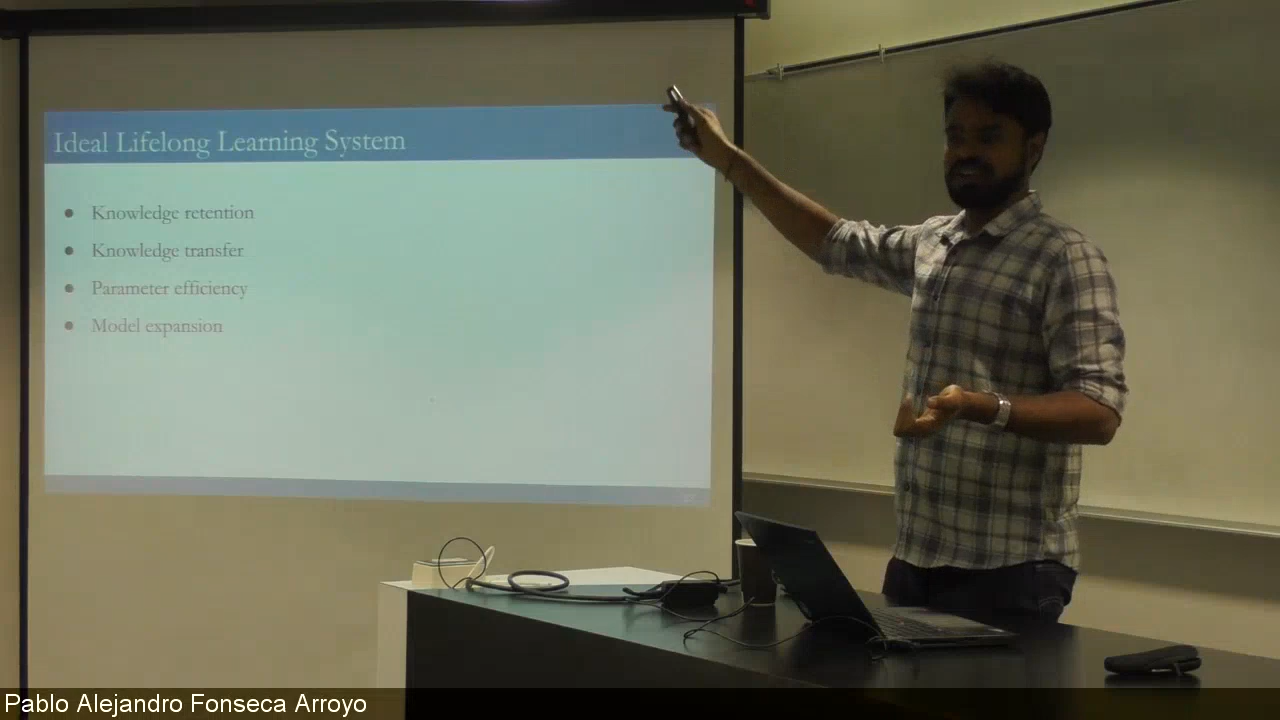 Ideal Lifelong Learning System
● Knowledge retention
● Knowledge transfer
● Parameter efficiency
● Model expansion
Pablo Alejandro Fonseca Arroyo